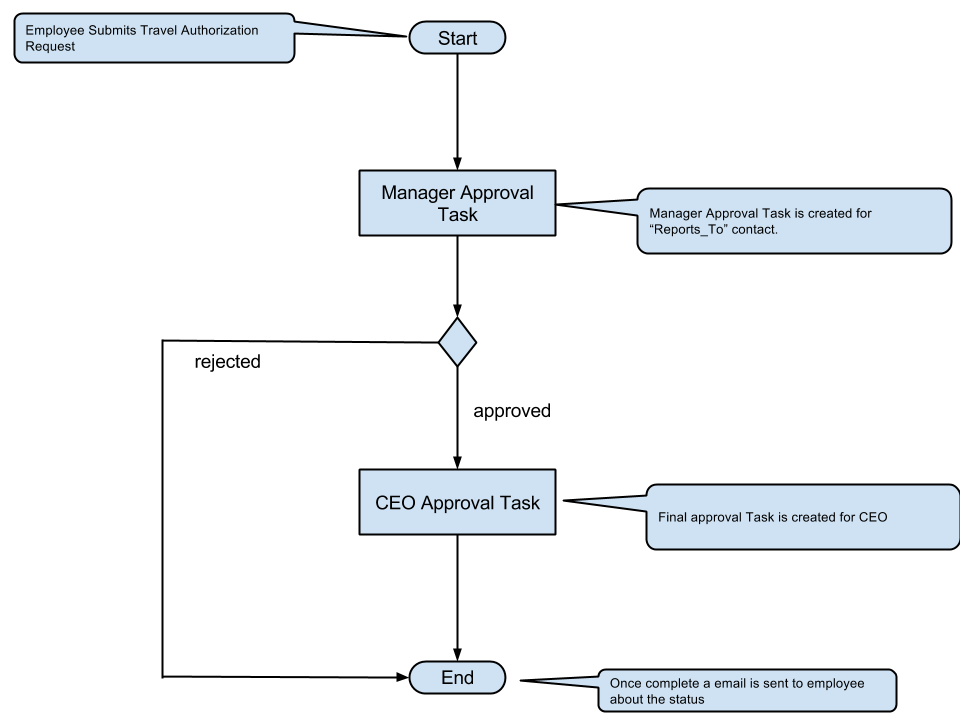 Employee Submits Travel Authorization
Request
Start
Manager Approval
Task
Manager Approval Task is created for
“Reports_To” contact.
rejected
approved
CEO Approval Task
Final approval Task is created for CEO
End
Once complete a email is sent to employee
about the status